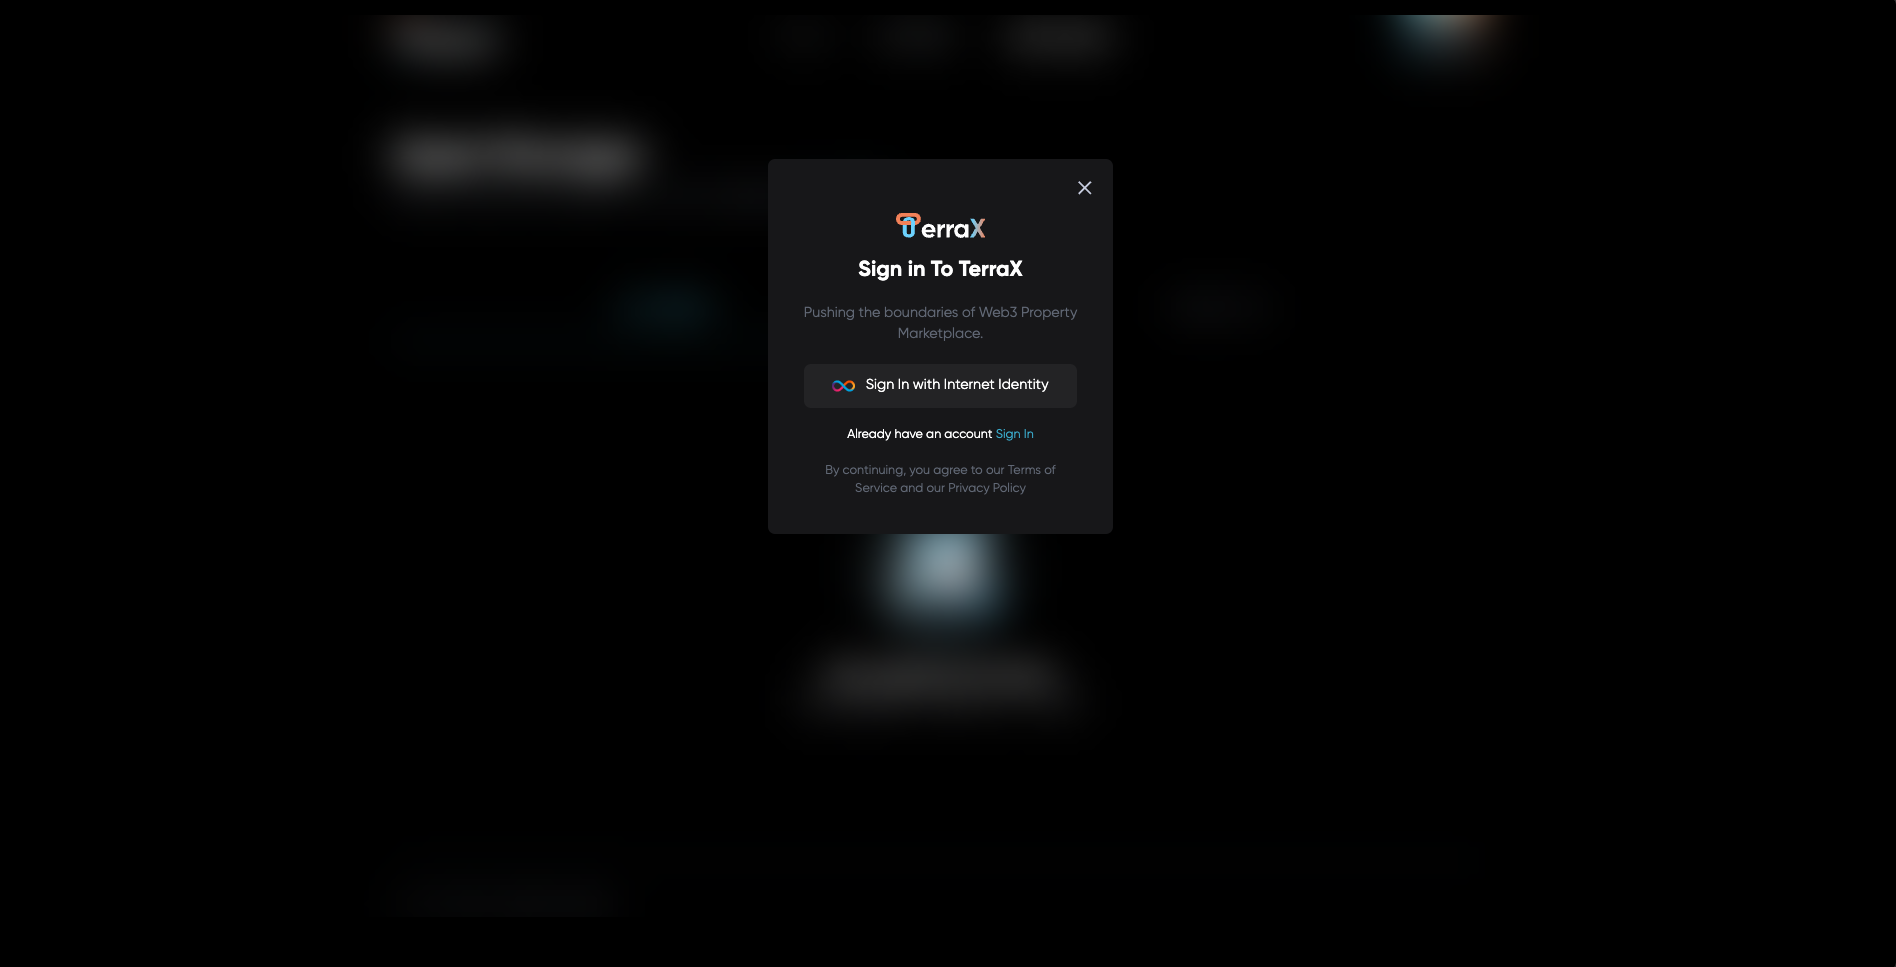 TerraX
Sign in To TerraX
Pushing the boundaries of Web3 Property
Marketplace.
Sign In with Internet Identity
Already have an account Sign In
By continuing, you agree to our Terms of
Service and our Privacy Policy